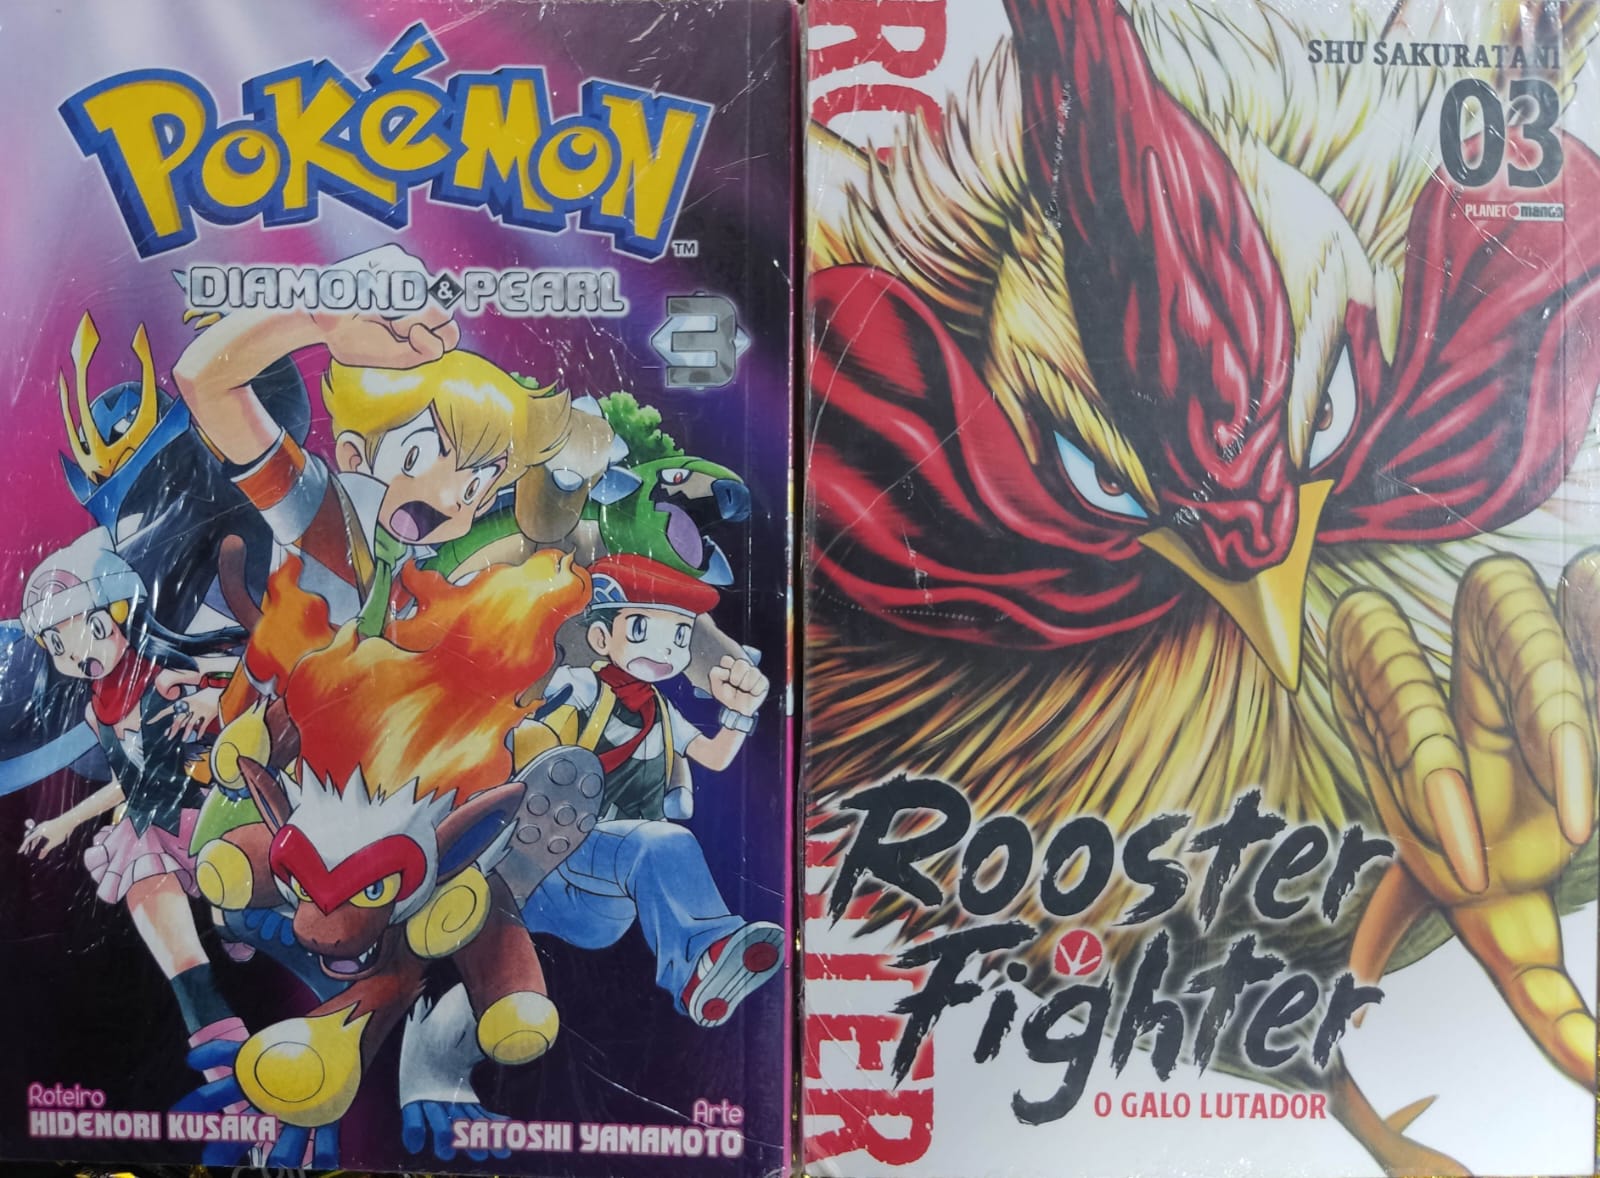 POKéMON
TM
DIAMOND & PEARL
3
Roteiro
HIDENORI KUSAKA
Arte
SATOSHI YAMAMOTO
SHU SAKURATANI
03
PLANET manga
ROOSTER
FIGHTER
O GALO LUTADOR